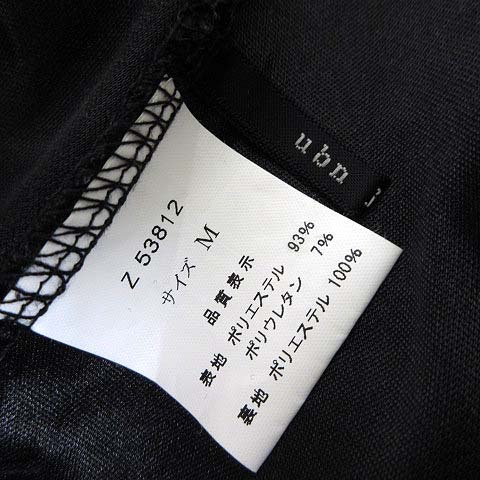 ubn
Z 53812
サイズ M
品質表示
表地 ポリエステル 93%
ポリウレタン 7%
裏地 ポリエステル 100%